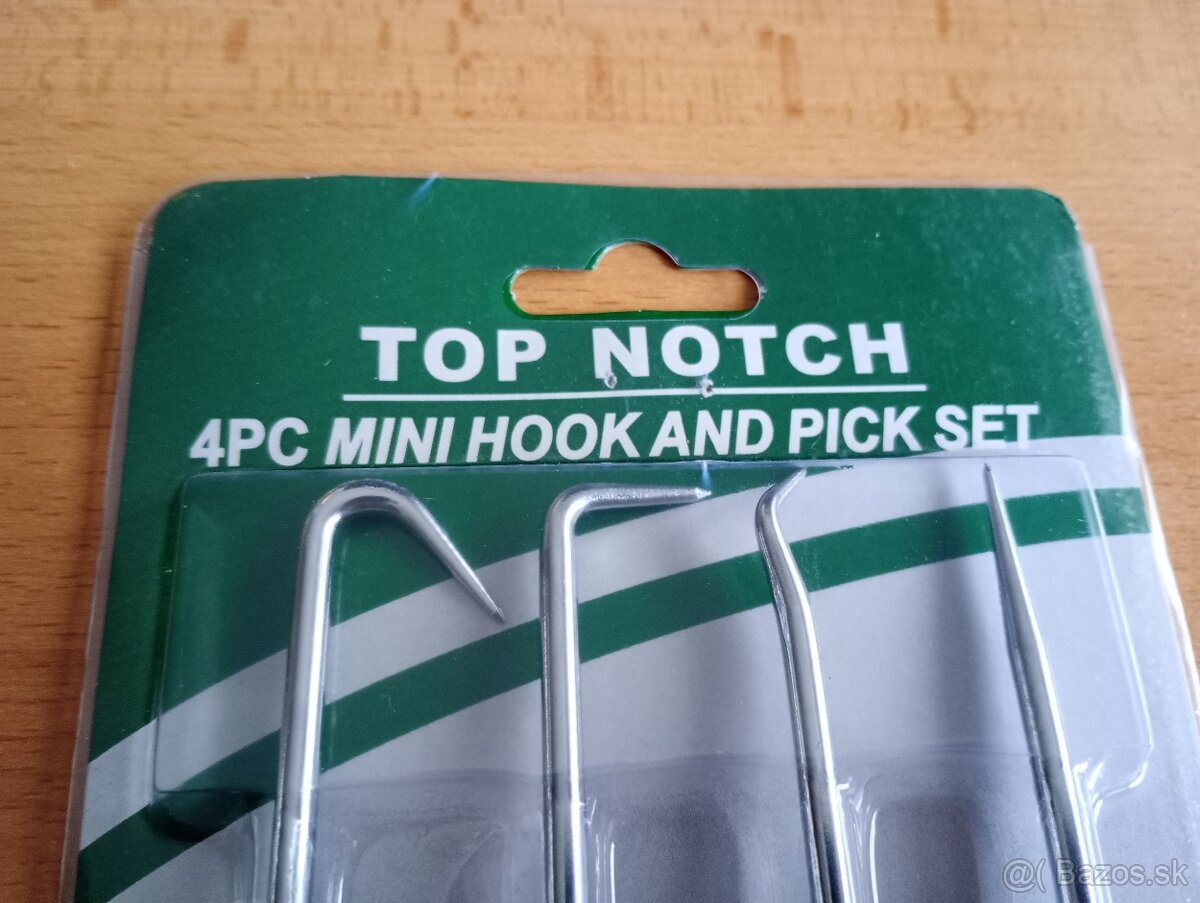 TOP NOTCH
4PC MINI HOOK AND PICK SET
@( Bazos.sk